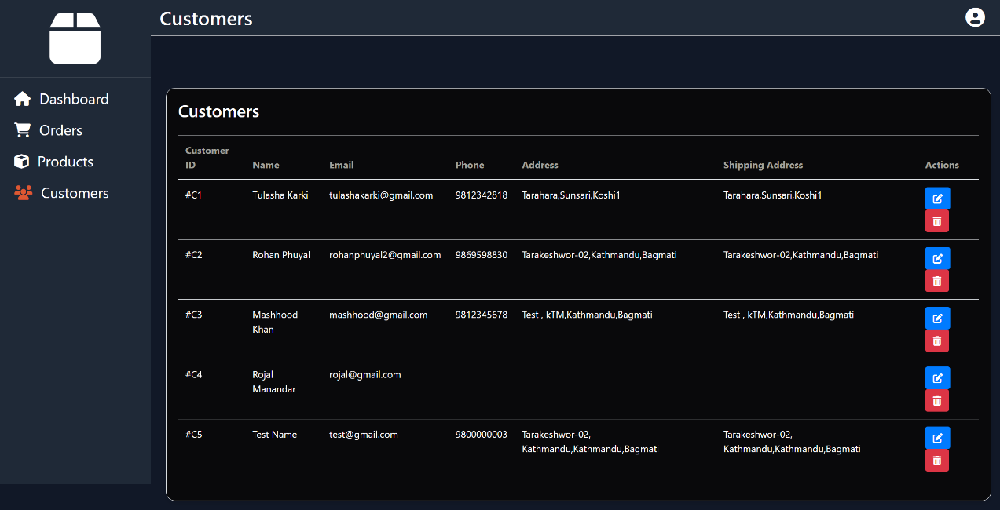 Customers
Dashboard
Orders
Products
Customers
Customers
Customer
ID Name Email Phone Address Shipping Address Actions
#C1 Tulasha Karki tulashakarki@gmail.com 9812342818 Tarahara,Sunsari,Koshi1 Tarahara,Sunsari,Koshi1
#C2 Rohan Phuyal rohanphuyal2@gmail.com 9869598830 Tarakeshwor-02,Kathmandu,Bagmati Tarakeshwor-02,Kathmandu,Bagmati
#C3 Mashhood mashhood@gmail.com 9812345678 Test , kTM,Kathmandu,Bagmati Test , kTM,Kathmandu,Bagmati
Khan
#C4 Rojal rojal@gmail.com
Manandar
#C5 Test Name test@gmail.com 9800000003 Tarakeshwor-02, Tarakeshwor-02,
Kathmandu,Kathmandu,Bagmati Kathmandu,Kathmandu,Bagmati